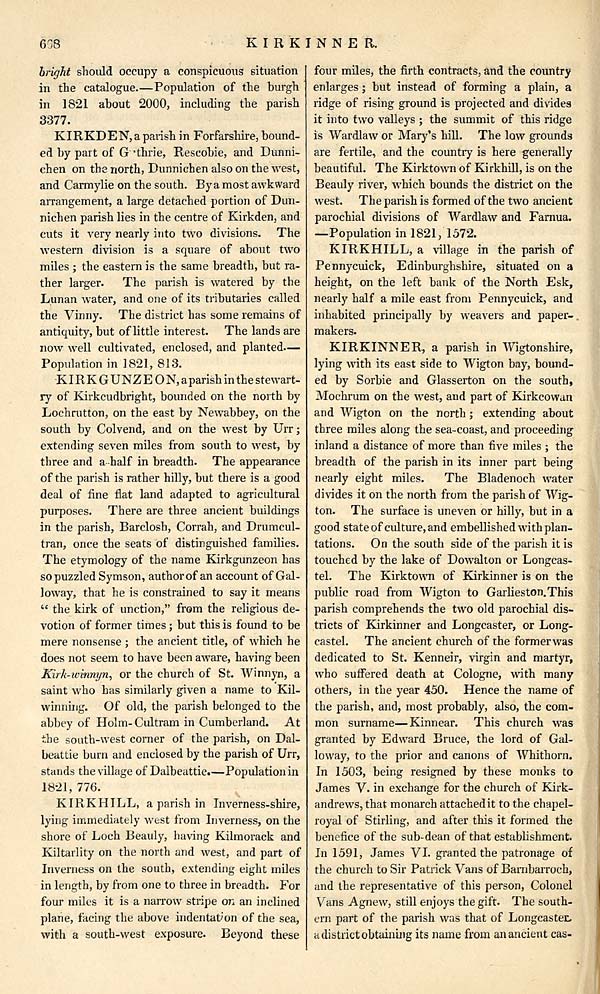 668
KIRKINNER.
bright should occupy a conspicuous situation
in the catalogue.—Population of the burgh
in 1821 about 2000, including the parish
3377.
KIRKDEN, a parish in Forfarshire, bound-
ed by part of G·thrie, Rescobie, and Dunni-
chen on the north, Dunnichen also on the west,
and Carmylie on the south. By a most awkward
arrangement, a large detached portion of Dun-
nichen parish lies in the centre of Kirkden, and
cuts it very nearly into two divisions. The
western division is a square of about two
miles; the eastern is the same breadth, but ra-
ther larger. The parish is watered by the
Lunan water, and one of its tributaries called
the Vinny. The district has some remains of
antiquity, but of little interest. The lands are
now well cultivated, enclosed, and planted.—
Population in 1821, 813.
KIRKGUNZEON, a parish in the stewart-
ry of Kirkcudbright, bounded on the north by
Lochrutton, on the east by Newabbey, on the
south by Colvend, and on the west by Urr;
extending seven miles from south to west, by
three and a-half in breadth. The appearance
of the parish is rather hilly, but there is a good
deal of fine flat land adapted to agricultural
purposes. There are three ancient buildings
in the parish, Barclosh, Corrah, and Drumcul-
tran, once the seats of distinguished families.
The etymology of the name Kirkgunzeon has
so puzzled Symson, author of an account of Gal-
loway, that he is constrained to say it means
“ the kirk of unction,” from the religious de-
votion of former times; but this is found to be
mere nonsense; the ancient title, of which he
does not seem to have been aware, having been
Kirk-winnyn, or the church of St. Winnyn, a
saint who has similarly given a name to Kil-
winning. Of old, the parish belonged to the
abbey of Holm-Cultram in Cumberland. At
the south-west corner of the parish, on Dal-
beattie burn and enclosed by the parish of Urr,
stands the village of Dalbeattie.—Population in
1821, 776.
KIRKHILL, a parish in Inverness-shire,
lying immediately west from Inverness, on the
shore of Loch Beauly, having Kilmorack and
Kiltarlity on the north and west, and part of
Inverness on the south, extending eight miles
in length, by from one to three in breadth. For
four miles it is a narrow stripe on an inclined
plane, facing the above indentation of the sea,
with a south-west exposure. Beyond these
four miles, the firth contracts, and the country
enlarges; but instead of forming a plain, a
ridge of rising ground is projected and divides
it into two valleys; the summit of this ridge
is Wardlaw or Mary's hill. The low grounds
are fertile, and the country is here generally
beautiful. The Kirktown of Kirkhill, is on the
Beauly river, which bounds the district on the
west. The parish is formed of the two ancient
parochial divisions of Wardlaw and Farnua.
—Population in 1821, 1572.
KIRKHILL, a village in the parish of
Pennycuick, Edinburghshire, situated on a
height, on the left bank of the North Esk,
nearly half a mile east from Pennycuick, and
inhabited principally by weavers and paper-
makers.
KIRKINNER, a parish in Wigtonshire,
lying with its east side to Wigton bay, bound-
ed by Sorbie and Glasserton on the south,
Mochrum on the west, and part of Kirkcowan
and Wigton on the north; extending about
three miles along the sea-coast, and proceeding
inland a distance of more than five miles; the
breadth of the parish in its inner part being
nearly eight miles. The Bladenoch water
divides it on the north from the parish of Wig-
ton. The surface is uneven or hilly, but in a
good state of culture, and embellished with plan-
tations. On the south side of the parish it is
touched by the lake of Dowalton or Longcas-
tel. The Kirktown of Kirkinner is on the
public road from Wigton to Garlieston. This
parish comprehends the two old parochial dis-
tricts of Kirkinner and Longcaster, or Long-
castel. The ancient church of the former was
dedicated to St. Kenneir, virgin and martyr,
who suffered death at Cologne, with many
others, in the year 450. Hence the name of
the parish, and, most probably, also, the com-
mon surname—Kinnear. This church was
granted by Edward Bruce, the lord of Gal-
loway, to the prior and canons of Whithorn.
In 1503, being resigned by these monks to
James V. in exchange for the church of Kirk-
andrews, that monarch attached it to the chapel-
royal of Stirling, and after this it formed the
benefice of the sub-dean of that establishment.
In 1591, James VI. granted the patronage of
the church to Sir Patrick Vans of Barnbarroch,
and the representative of this person, Colonel
Vans Agnew, still enjoys the gift. The south-
ern part of the parish was that of Longcaster
a district obtaining its name from an ancient cas-